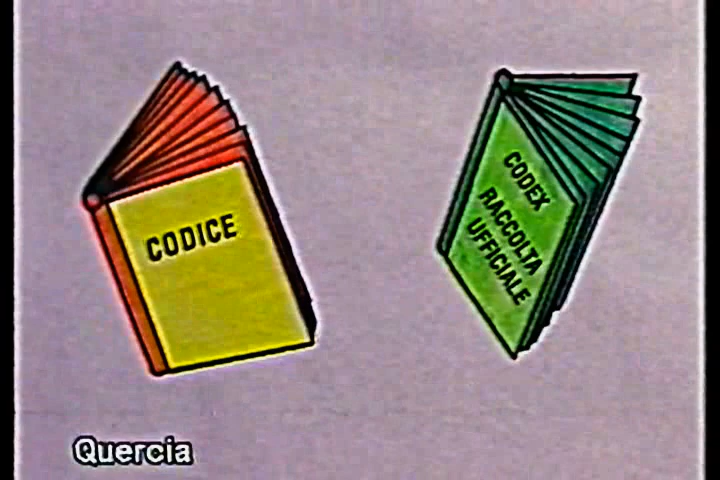 CODICE
CODEX
RACCOLTA
UFFICIALE
Quercia